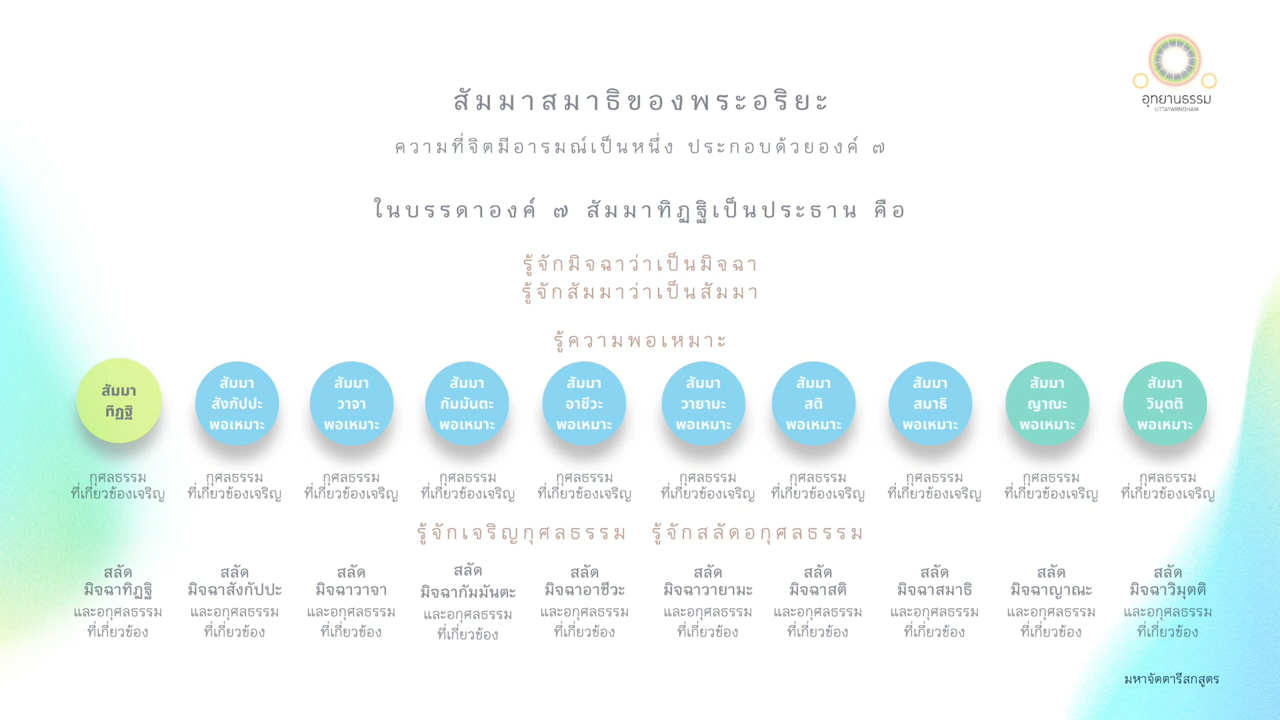 อุทยานธรรม
UTTAYARNDHAM
สัมมาสมาธิของพระอริยะ
ความที่จิตมีอารมณ์เป็นหนึ่ง ประกอบด้วยองค์ ๗
ในบรรดาองค์ ๗ สัมมาทิฏฐิเป็นประธาน คือ
รู้จักมิจฉาว่าเป็นมิจฉา
รู้จักสัมมาว่าเป็นสัมมา
รู้ความพอเหมาะ
สัมมา
ทิฏฐิ
สัมมา
สังกัปปะ
พอเหมาะ
สัมมา
วาจา
พอเหมาะ
สัมมา
กัมมันตะ
พอเหมาะ
สัมมา
อาชีวะ
พอเหมาะ
สัมมา
วายามะ
พอเหมาะ
สัมมา
สติ
พอเหมาะ
สัมมา
สมาธิ
พอเหมาะ
สัมมา
ญาณะ
พอเหมาะ
สัมมา
วิมุตติ
พอเหมาะ
กุศลธรรม
ที่เกี่ยวข้องเจริญ
กุศลธรรม
ที่เกี่ยวข้องเจริญ
กุศลธรรม
ที่เกี่ยวข้องเจริญ
กุศลธรรม
ที่เกี่ยวข้องเจริญ
กุศลธรรม
ที่เกี่ยวข้องเจริญ
กุศลธรรม
ที่เกี่ยวข้องเจริญ
กุศลธรรม
ที่เกี่ยวข้องเจริญ
กุศลธรรม
ที่เกี่ยวข้องเจริญ
กุศลธรรม
ที่เกี่ยวข้องเจริญ
กุศลธรรม
ที่เกี่ยวข้องเจริญ
รู้จักเจริญกุศลธรรม รู้จักสลัดอกุศลธรรม
สลัด
มิจฉาทิฏฐิ
และอกุศลธรรม
ที่เกี่ยวข้อง
สลัด
มิจฉาสังกัปปะ
และอกุศลธรรม
ที่เกี่ยวข้อง
สลัด
มิจฉาวาจา
และอกุศลธรรม
ที่เกี่ยวข้อง
สลัด
มิจฉากัมมันตะ
และอกุศลธรรม
ที่เกี่ยวข้อง
สลัด
มิจฉาอาชีวะ
และอกุศลธรรม
ที่เกี่ยวข้อง
สลัด
มิจฉาวายามะ
และอกุศลธรรม
ที่เกี่ยวข้อง
สลัด
มิจฉาสติ
และอกุศลธรรม
ที่เกี่ยวข้อง
สลัด
มิจฉาสมาธิ
และอกุศลธรรม
ที่เกี่ยวข้อง
สลัด
มิจฉาญาณะ
และอกุศลธรรม
ที่เกี่ยวข้อง
สลัด
มิจฉาวิมุตติ
และอกุศลธรรม
ที่เกี่ยวข้อง
มหาจัตตารีสกสูตร